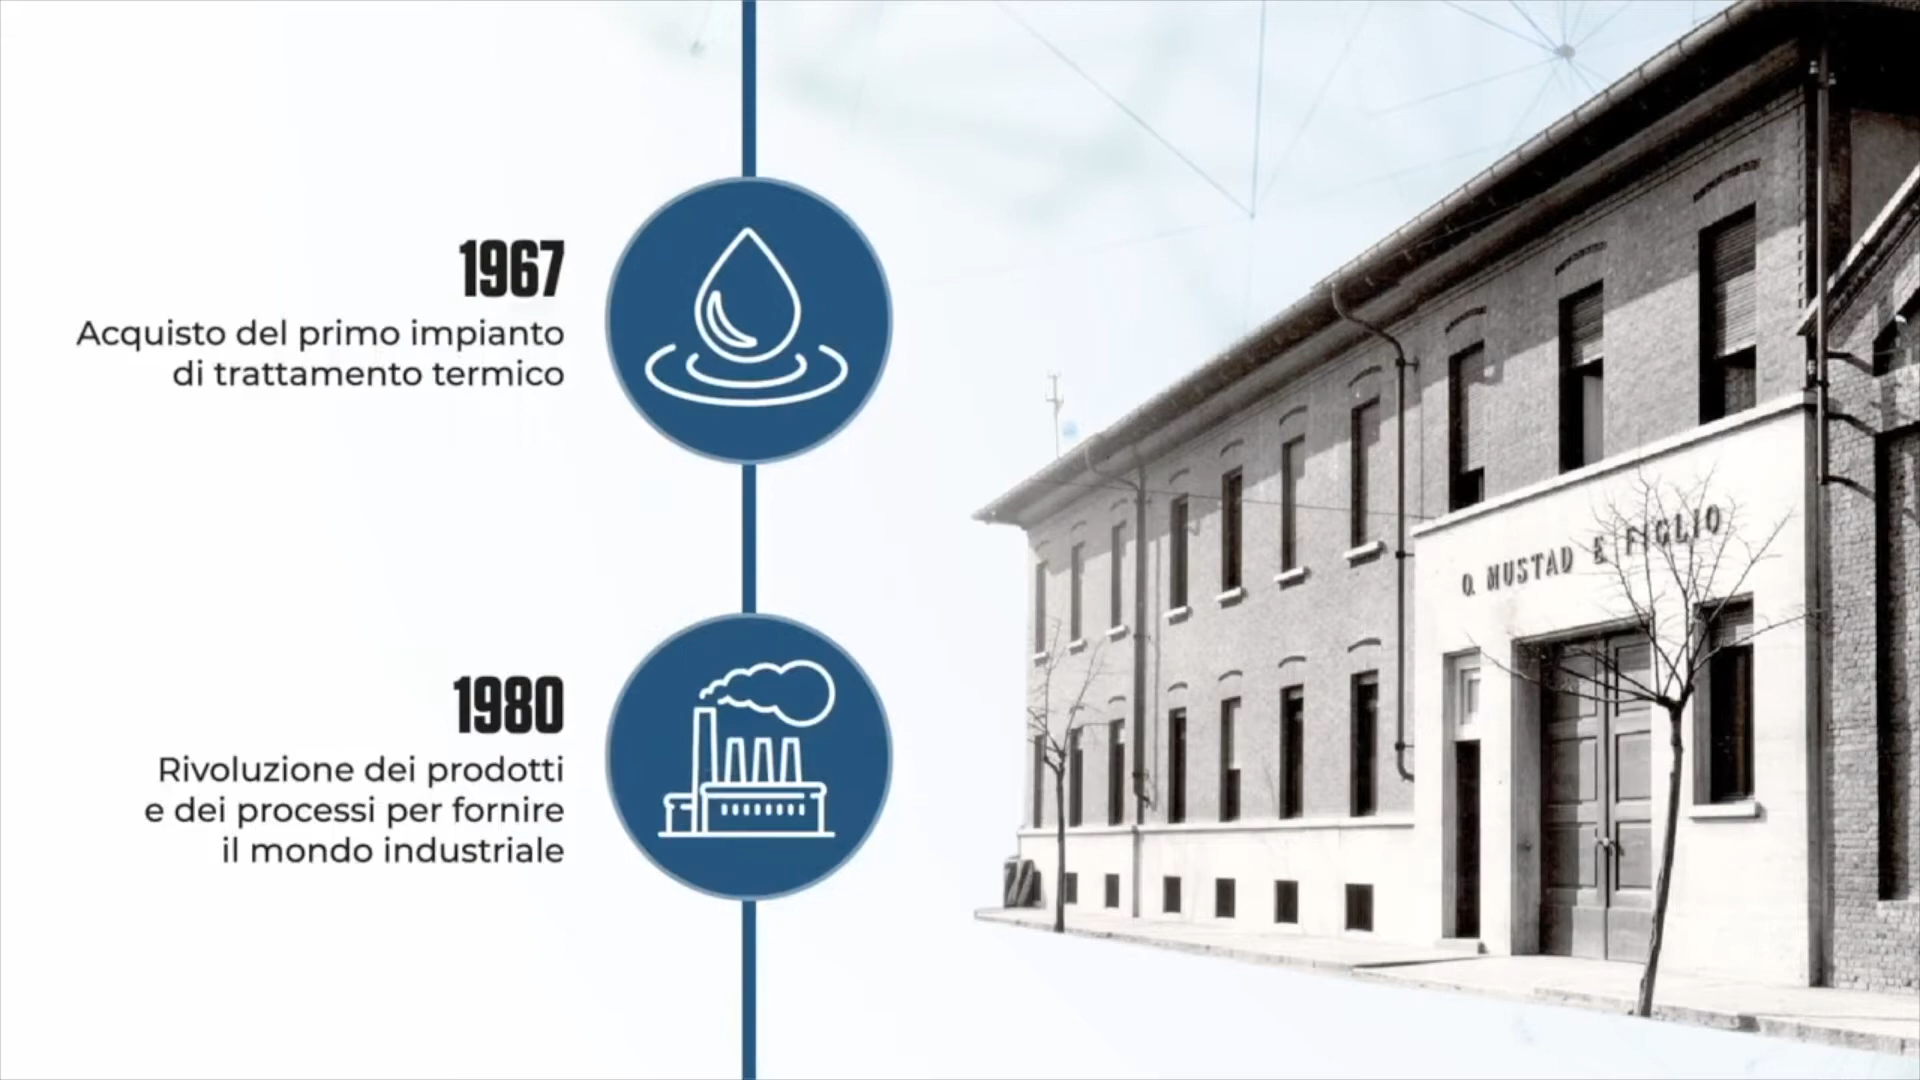 1967
Acquisto del primo impianto
di trattamento termico
1980
Rivoluzione dei prodotti
e dei processi per fornire
il mondo industriale
O. MUSTAD E FIGLIO